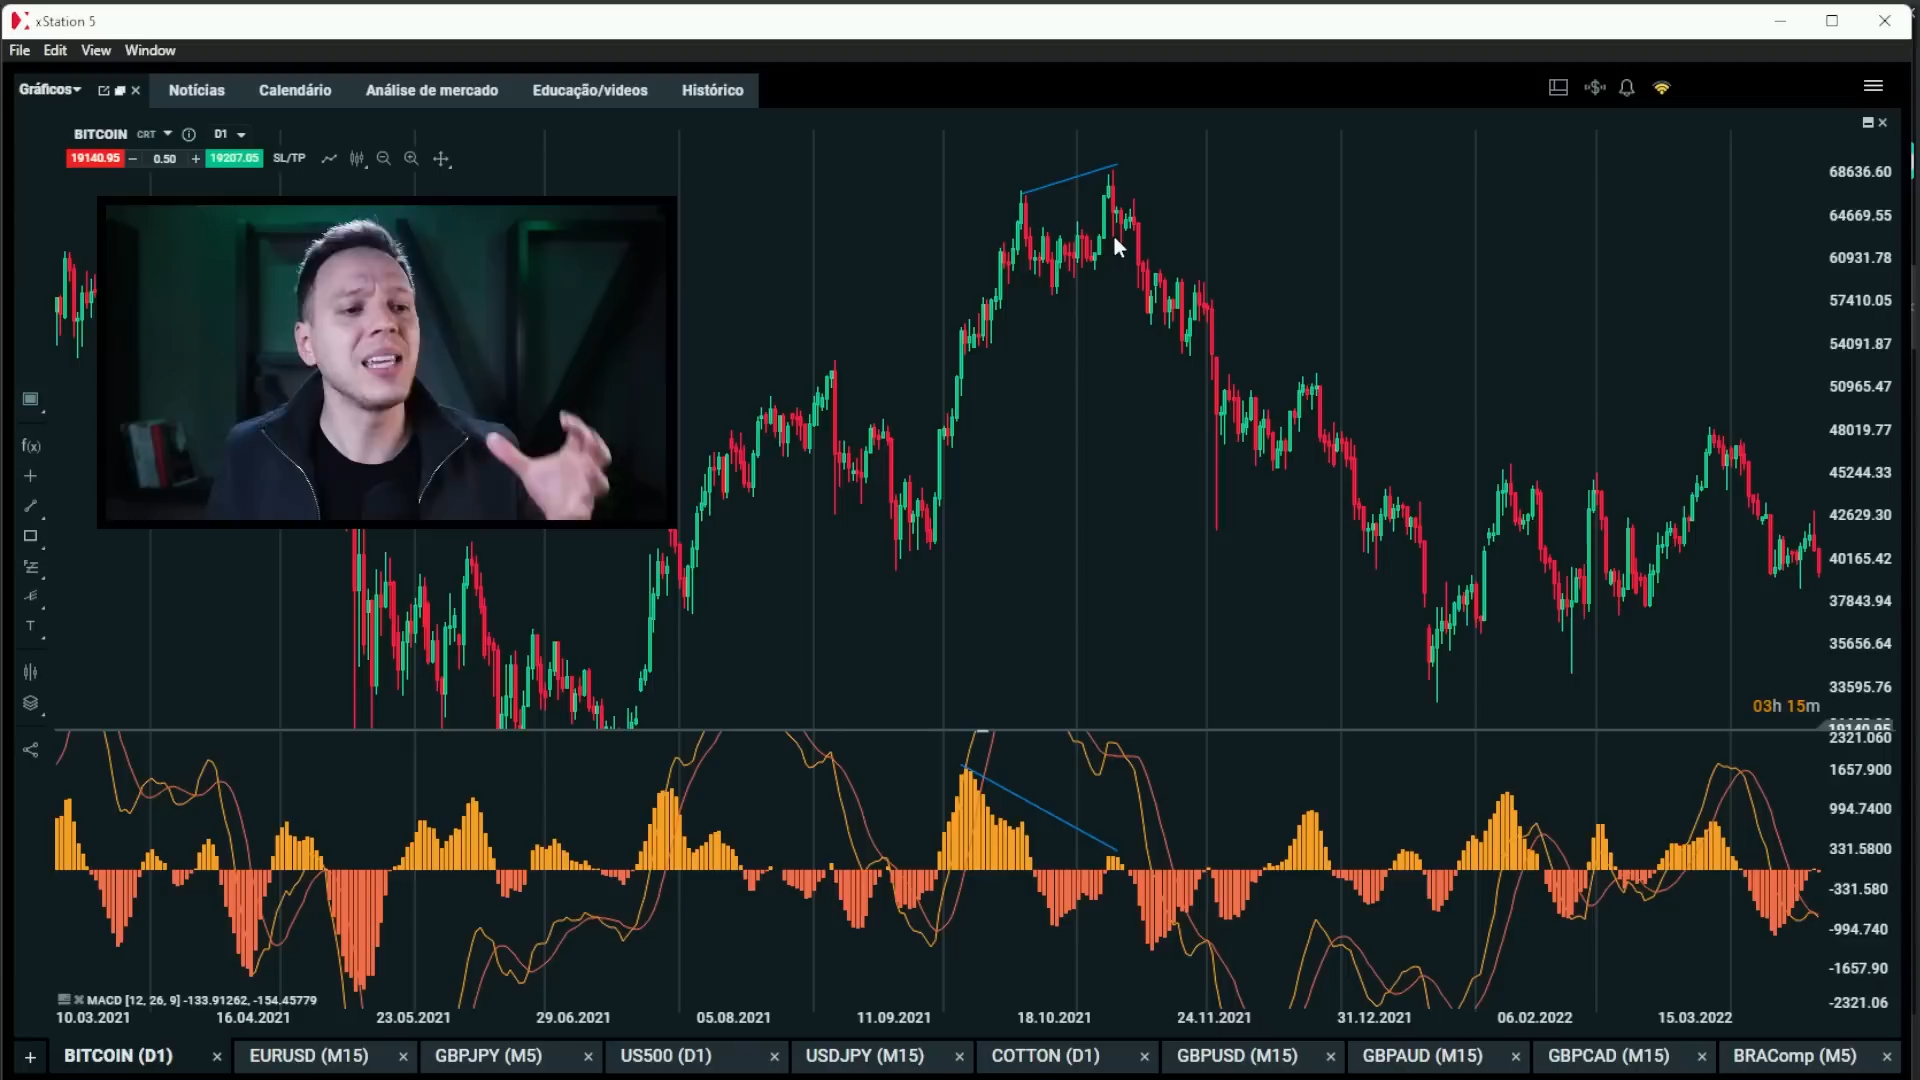 xStation 5
File Edit View Window
Gráficos Notícias Calendário Análise de mercado Educação/videos Histórico
BITCOIN CRT D1
19140.95 – 0.50 + 19207.05 SL/TP
68636.60
64669.55
60931.78
57410.05
54091.87
50965.47
48019.77
45244.33
42629.30
40165.42
37843.94
35656.64
33595.76
f(x)
T
03h 15m
19140.95
2321.060
1657.900
994.7400
331.5800
-331.580
-994.740
-1657.90
-2321.06
MACD [12, 26, 9] -133.91262, -154.45779
10.03.2021 16.04.2021 23.05.2021 29.06.2021 05.08.2021 11.09.2021 18.10.2021 24.11.2021 31.12.2021 06.02.2022 15.03.2022
+ BITCOIN (D1) × EURUSD (M15) × GBPJPY (M5) × US500 (D1) × USDJPY (M15) × COTTON (D1) × GBPUSD (M15) × GBPAUD (M15) × GBPCAD (M15) × BRAComp (M5) ×